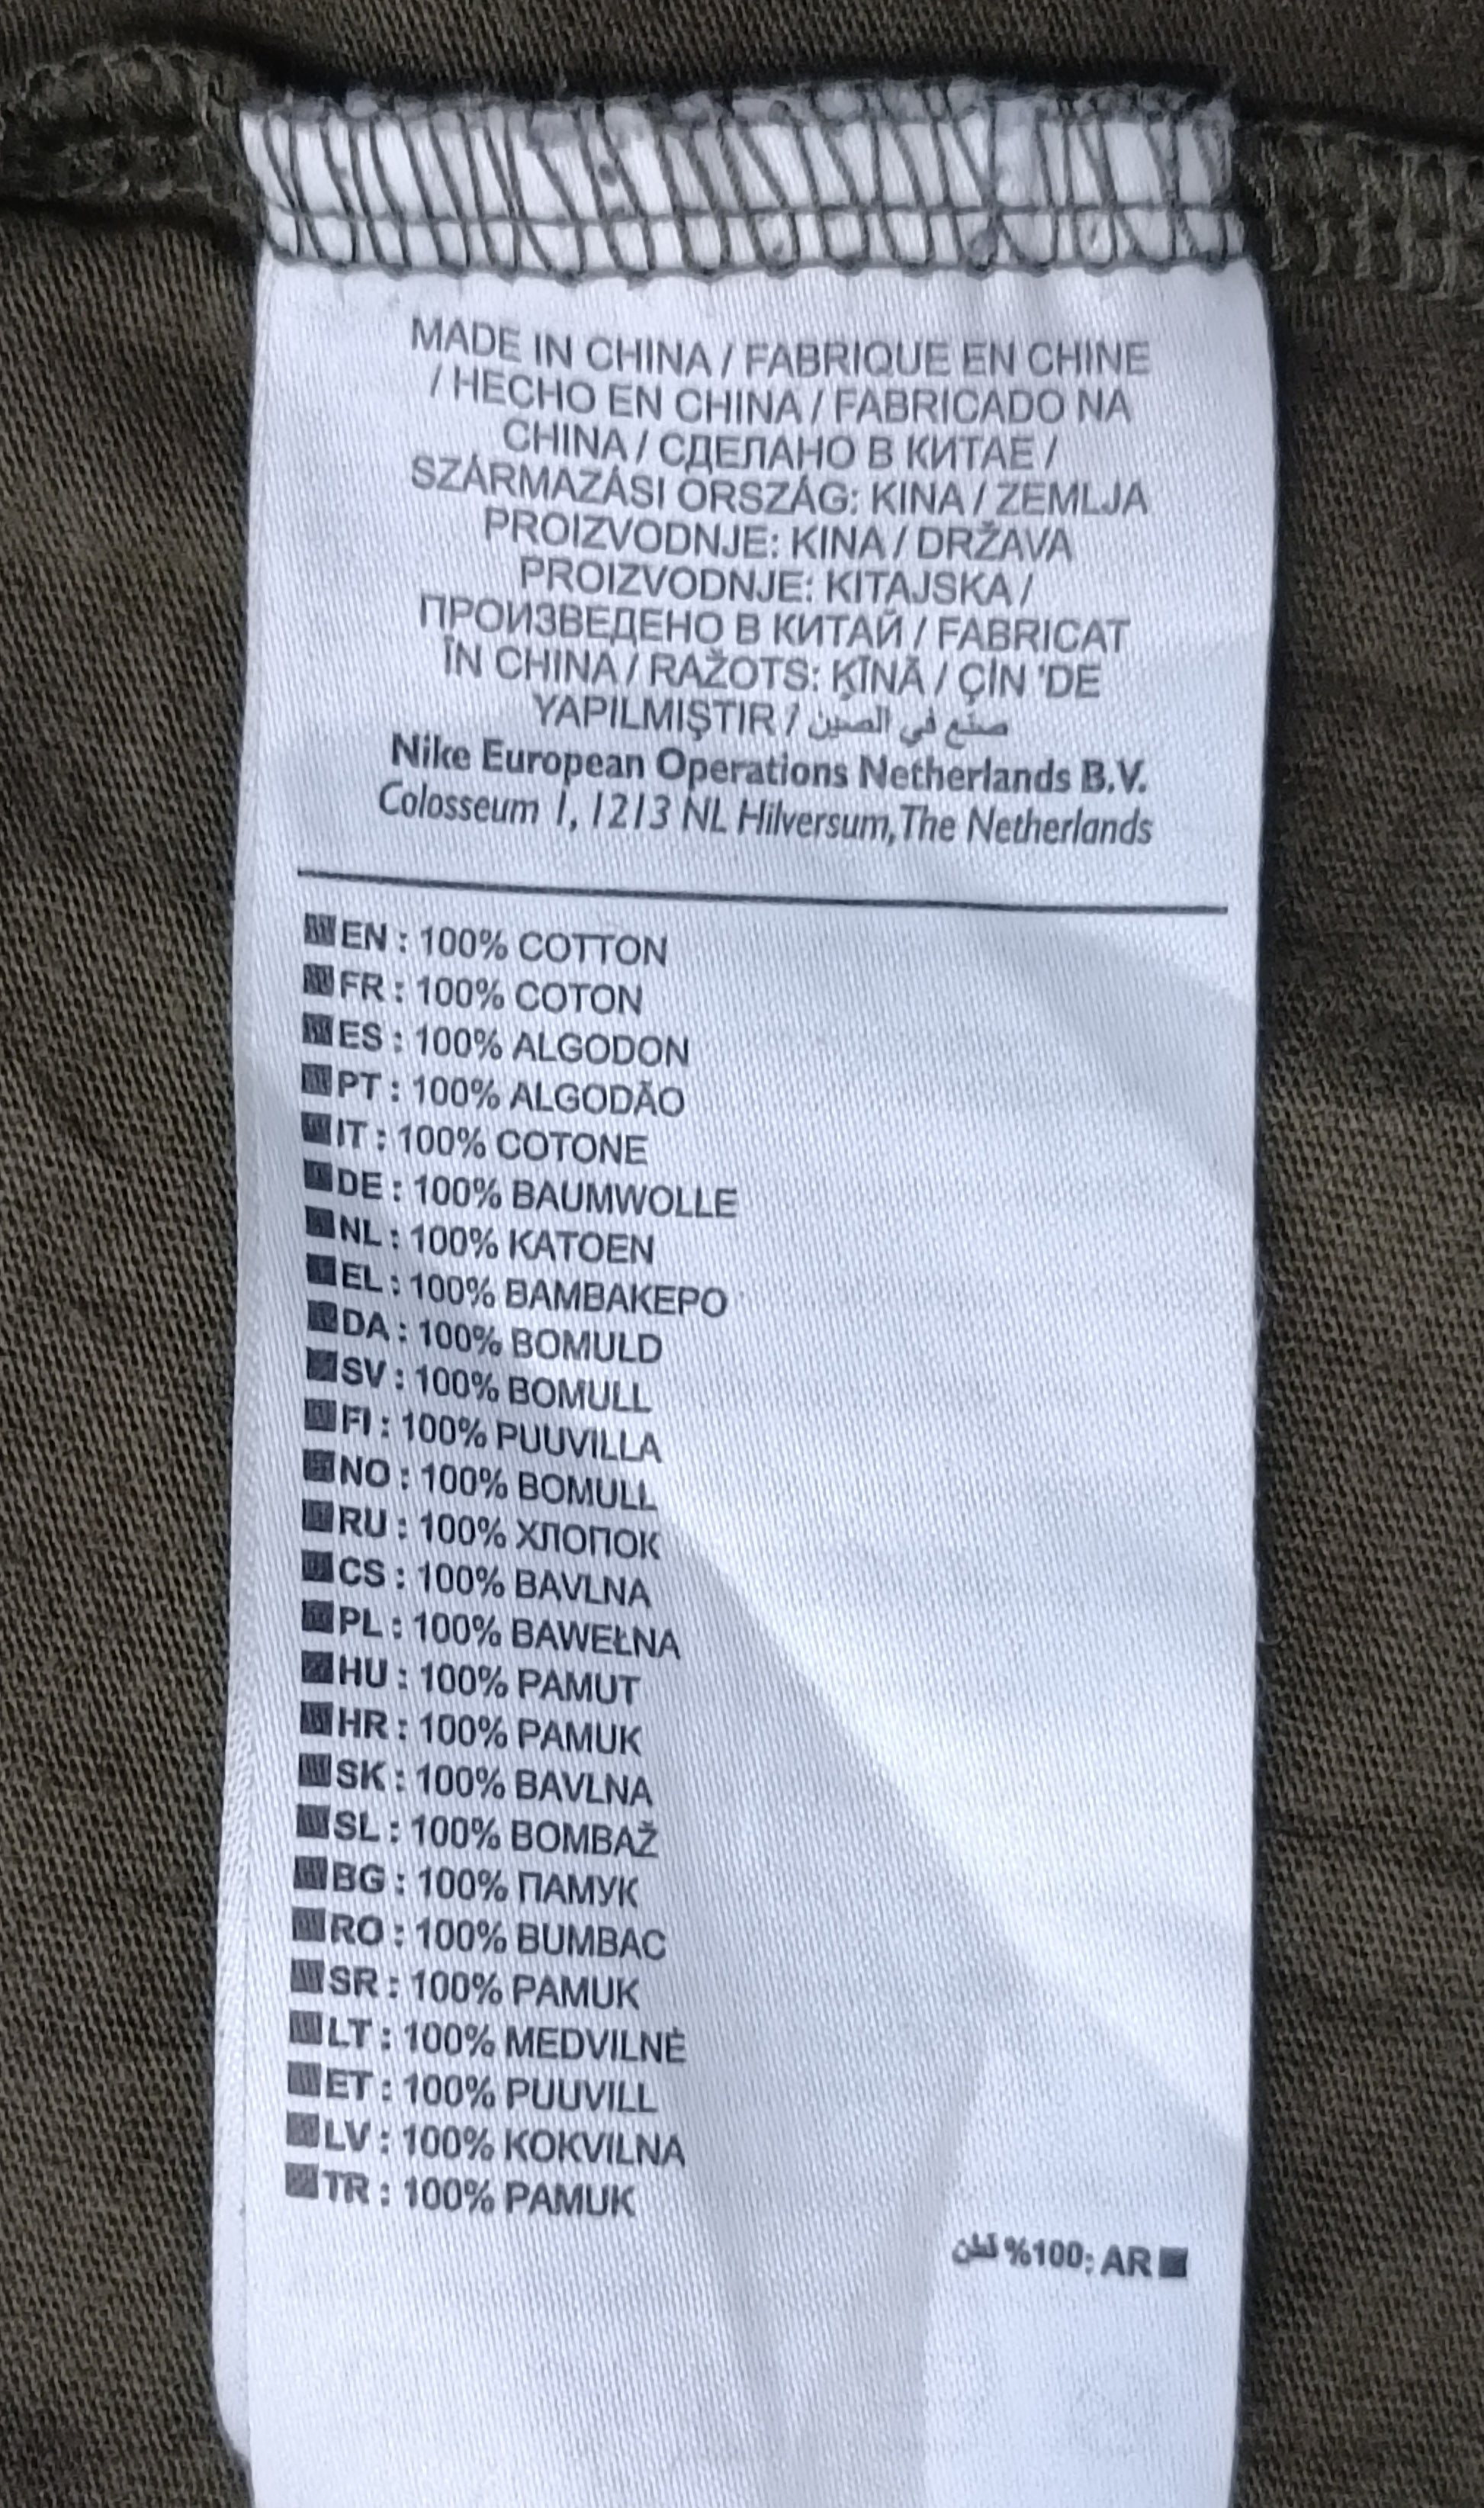 MADE IN CHINA / FABRIQUE EN CHINE
/ HECHO EN CHINA / FABRICADO NA
CHINA / СДЕЛАНО В КИТАЕ /
SZÁRMAZÁSI ORSZÁG: KINA / ZEMLJA
PROIZVODNJE: KINA / DRŽAVA
PROIZVODNJE: KITAJSKA /
ПРОИЗВЕДЕНО В КИТАЙ / FABRICAT
ÎN CHINA / RAŽOTS: ĶĪNĀ / ÇİN 'DE
YAPILMIŞTIR / صنع في الصين
Nike European Operations Netherlands B.V.
Colosseum 1, 1213 NL Hilversum, The Netherlands
EN : 100% COTTON
FR : 100% COTON
ES : 100% ALGODON
PT : 100% ALGODÃO
IT : 100% COTONE
DE : 100% BAUMWOLLE
NL : 100% KATOEN
EL : 100% BAMBAKEPO
DA : 100% BOMULD
SV : 100% BOMULL
FI : 100% PUUVILLA
NO : 100% BOMULL
RU : 100% ХЛОПОК
CS : 100% BAVLNA
PL : 100% BAWEŁNA
HU : 100% PAMUT
HR : 100% PAMUK
SK : 100% BAVLNA
SL : 100% BOMBAŽ
BG : 100% ПАМУК
RO : 100% BUMBAC
SR : 100% PAMUK
LT : 100% MEDVILNĖ
ET : 100% PUUVILL
LV : 100% KOKVILNA
TR : 100% PAMUK
AR :100% قطن